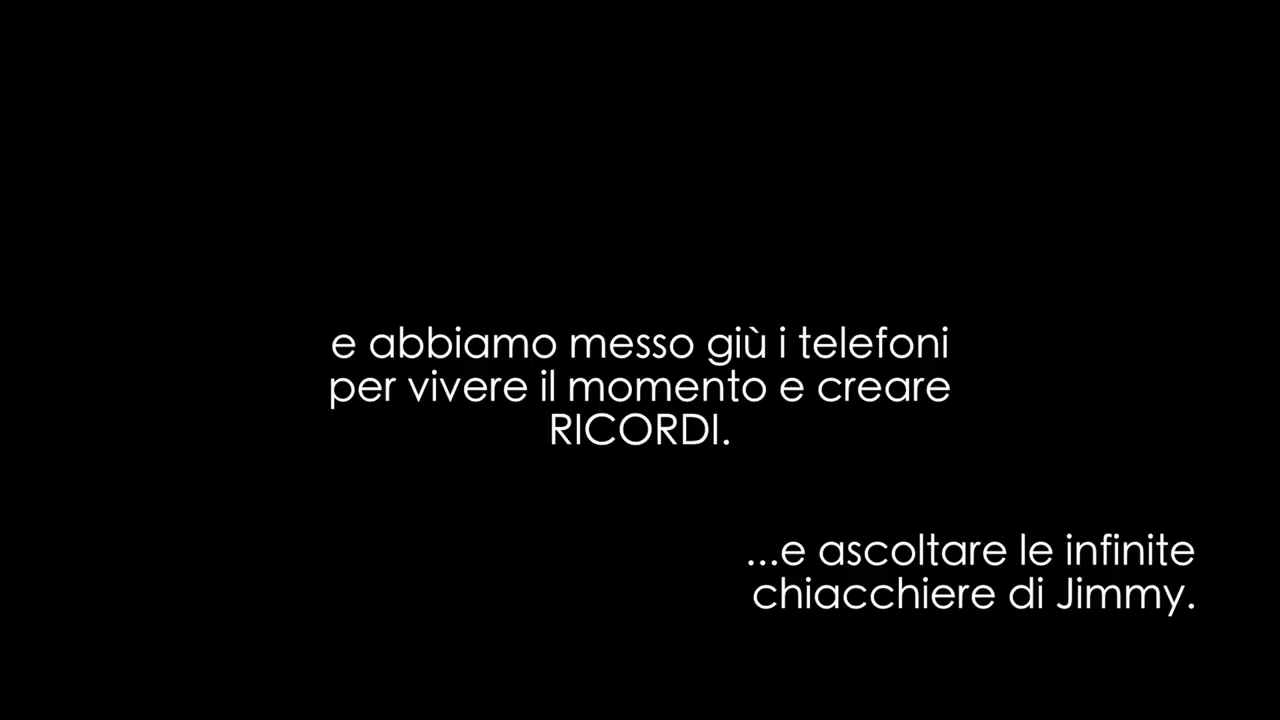 e abbiamo messo giù i telefoni
per vivere il momento e creare
RICORDI.
...e ascoltare le infinite
chiacchiere di Jimmy.